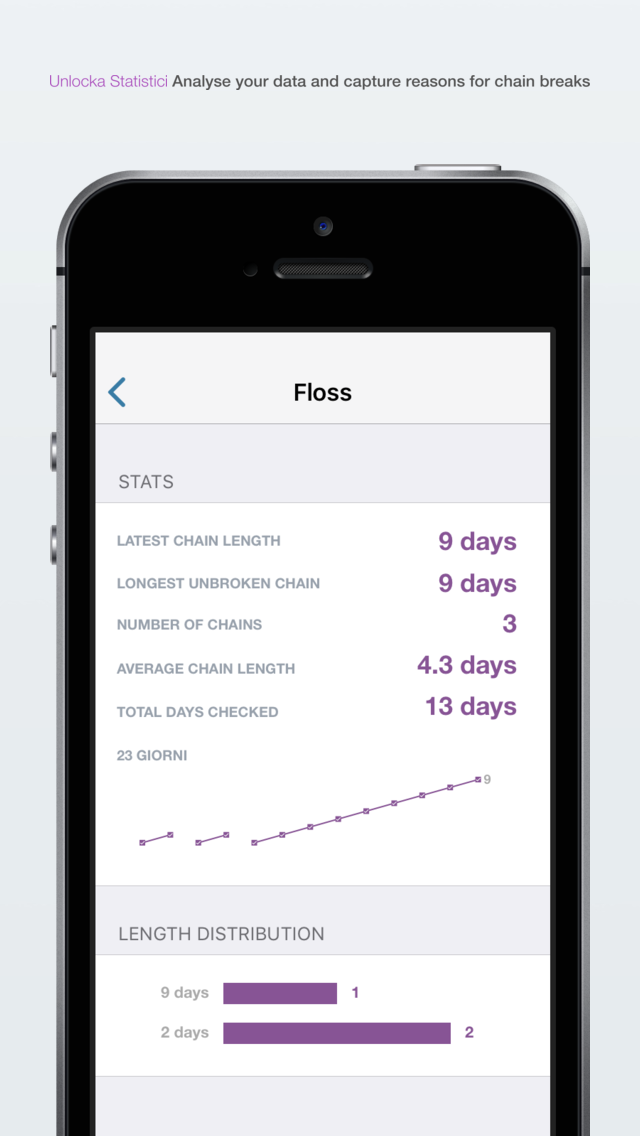 Unlocka Statistici Analyse your data and capture reasons for chain breaks
Floss
STATS
LATEST CHAIN LENGTH 9 days
LONGEST UNBROKEN CHAIN 9 days
NUMBER OF CHAINS 3
AVERAGE CHAIN LENGTH 4.3 days
TOTAL DAYS CHECKED 13 days
23 GIORNI
9
LENGTH DISTRIBUTION
9 days 1
2 days 2